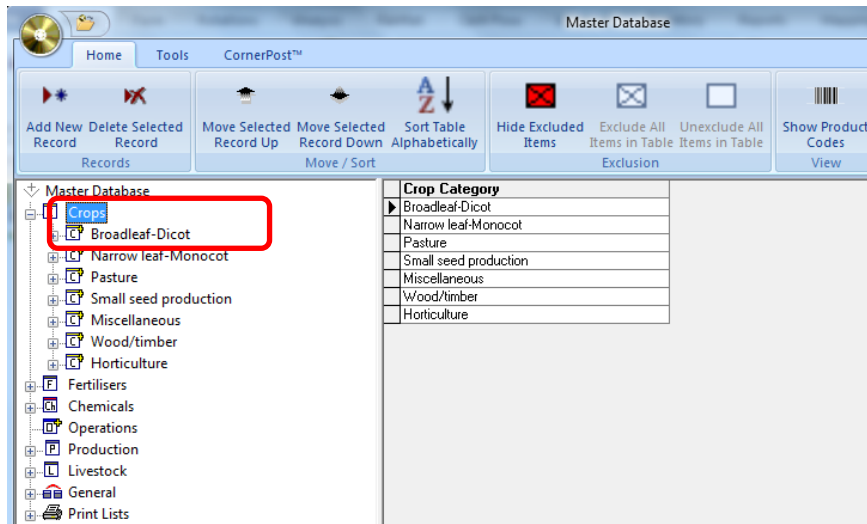 Master Database
Home Tools CornerPost™
Add New Record
Delete Selected Record
Move Selected Record Up
Move Selected Record Down
A
Z
Sort Table Alphabetically
Hide Excluded Items
Exclude All Items in Table
Unexclude All Items in Table
Show Product Codes
Records
Move / Sort
Exclusion
View
Master Database
Crops
Broadleaf-Dicot
Narrow leaf-Monocot
Pasture
Small seed production
Miscellaneous
Wood/timber
Horticulture
F Fertilisers
Ch Chemicals
O Operations
P Production
L Livestock
General
Print Lists
Crop Category
Broadleaf-Dicot
Narrow leaf-Monocot
Pasture
Small seed production
Miscellaneous
Wood/timber
Horticulture